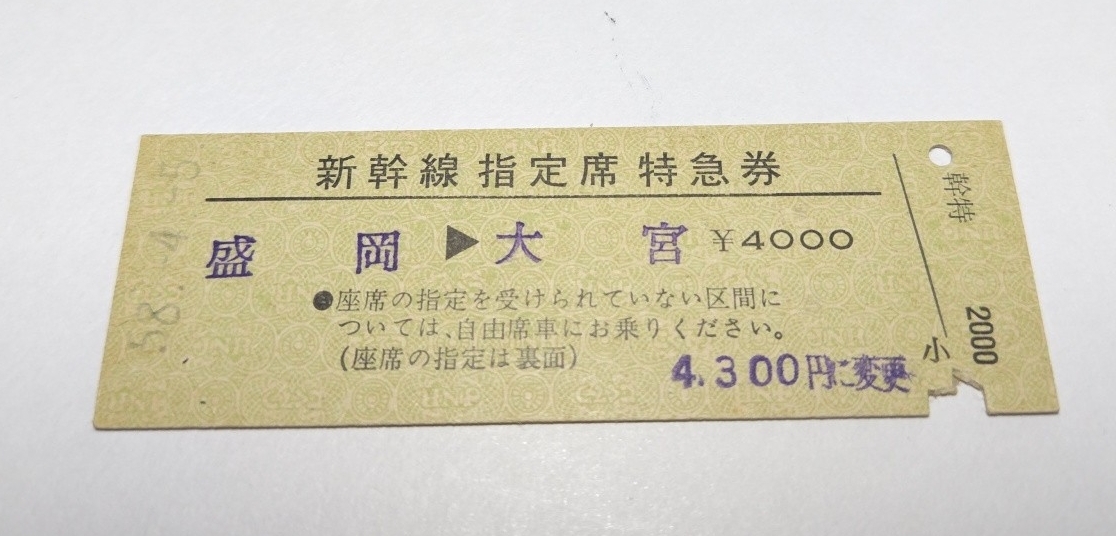 新幹線 指定席 特急券
盛岡▶大宮 ¥4000
●座席の指定を受けられていない区間に
ついては、自由席車にお乗りください。
(座席の指定は裏面)
4.300円に変更
58.-4.-5.
幹特
小
2000